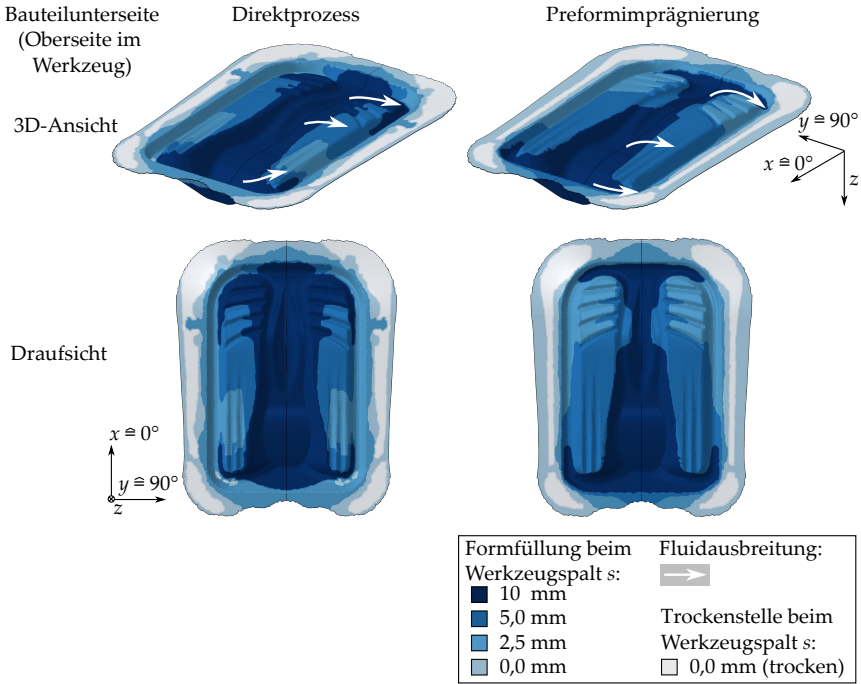 Bauteilunterseite
(Oberseite im
Werkzeug)
Direktprozess
Preformimprägnierung
3D-Ansicht
y ≙ 90°
x ≙ 0°
z
Draufsicht
x ≙ 0°
y ≙ 90°
z
Formfüllung beim
Werkzeugspalt s:
10 mm
5,0 mm
2,5 mm
0,0 mm
Fluidausbreitung:
Trockenstelle beim
Werkzeugspalt s:
0,0 mm (trocken)